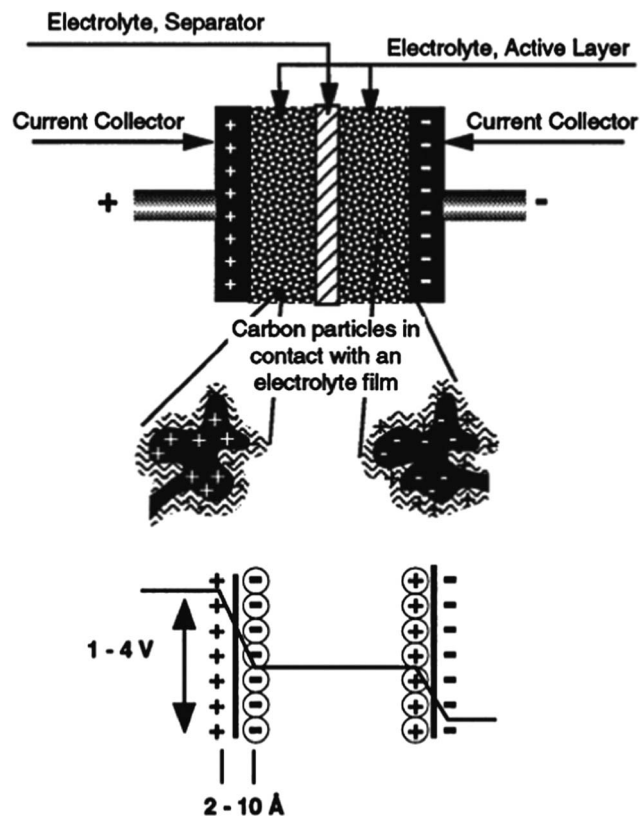 Electrolyte, Separator
Electrolyte, Active Layer
Current Collector
Current Collector
+
-
Carbon particles in
contact with an
electrolyte film
1 - 4 V
2 - 10 Å